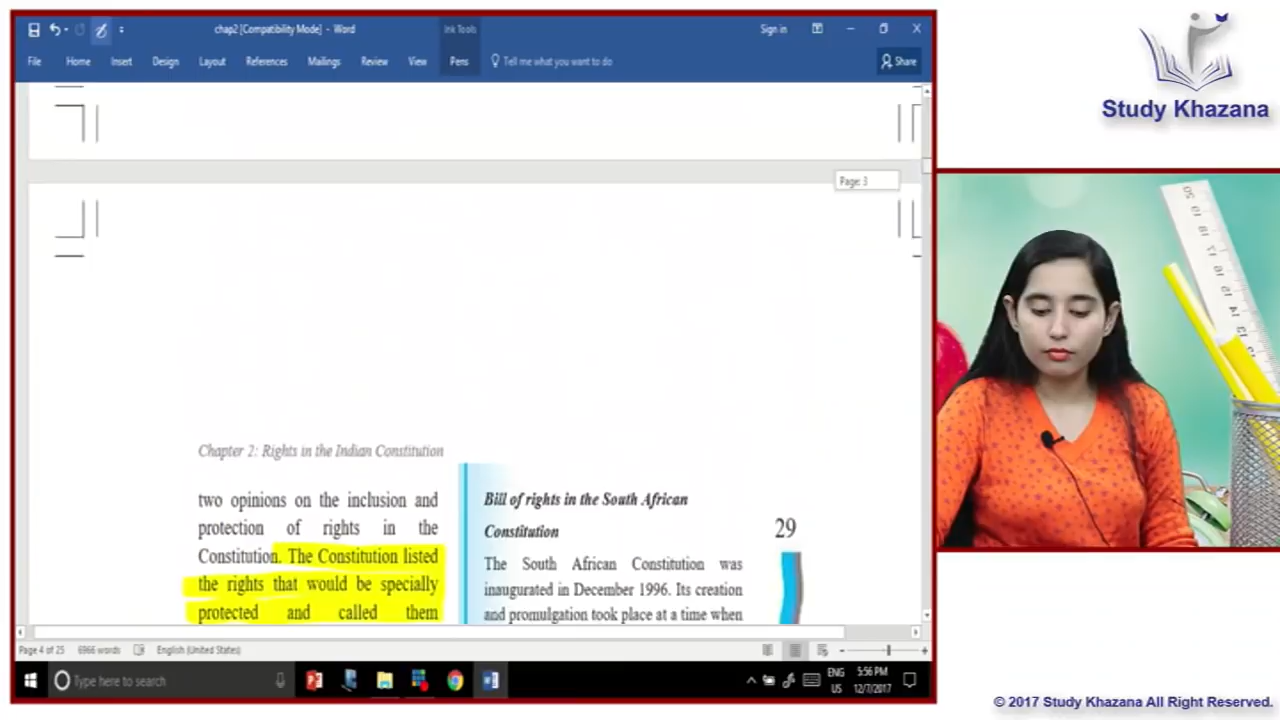 chap2 [Compatibility Mode] - Word
Ink Tools
Sign in
File
Home
Insert
Design
Layout
References
Mailings
Review
View
Pens
Tell me what you want to do
Share
Page: 3
Chapter 2: Rights in the Indian Constitution
two opinions on the inclusion and
protection of rights in the
Constitution. The Constitution listed
the rights that would be specially
protected and called them
Bill of rights in the South African
Constitution
The South African Constitution was
inaugurated in December 1996. Its creation
and promulgation took place at a time when
29
Page 4 of 25
6966 words
English (United States)
Type here to search
ENG
US
5:56 PM
12/7/2017
Study Khazana
© 2017 Study Khazana All Right Reserved.